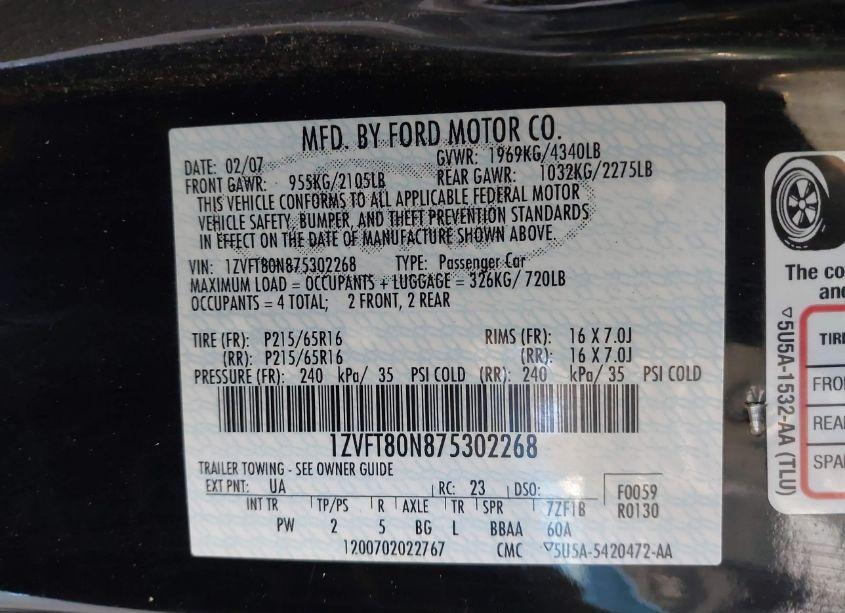 MFD. BY FORD MOTOR CO.
DATE: 02/07 GVWR: 1969KG/4340LB
FRONT GAWR: 955KG/2105LB REAR GAWR: 1032KG/2275LB
THIS VEHICLE CONFORMS TO ALL APPLICABLE FEDERAL MOTOR
VEHICLE SAFETY, BUMPER, AND THEFT PREVENTION STANDARDS
IN EFFECT ON THE DATE OF MANUFACTURE SHOWN ABOVE.
VIN: 1ZVFT80N875302268 TYPE: Passenger Car
MAXIMUM LOAD = OCCUPANTS + LUGGAGE = 326KG/ 720LB
OCCUPANTS = 4 TOTAL; 2 FRONT, 2 REAR
TIRE (FR): P215/65R16 RIMS (FR): 16 X 7.0J
(RR): P215/65R16 (RR): 16 X 7.0J
PRESSURE (FR): 240 kPa/ 35 PSI COLD (RR): 240 kPa/ 35 PSI COLD
1ZVFT80N875302268
TRAILER TOWING - SEE OWNER GUIDE
EXT PNT: UA RC: 23 DSO: F0059
INT TR TP/PS R AXLE TR SPR 7ZF1B R0130
PW 2 5 BG L BBAA 60A
1200702022767 CMC ▽5U5A-5420472-AA
▽5U5A-1532-AA (TLU)
The co
an
TIRE
FRO
REA
SPA